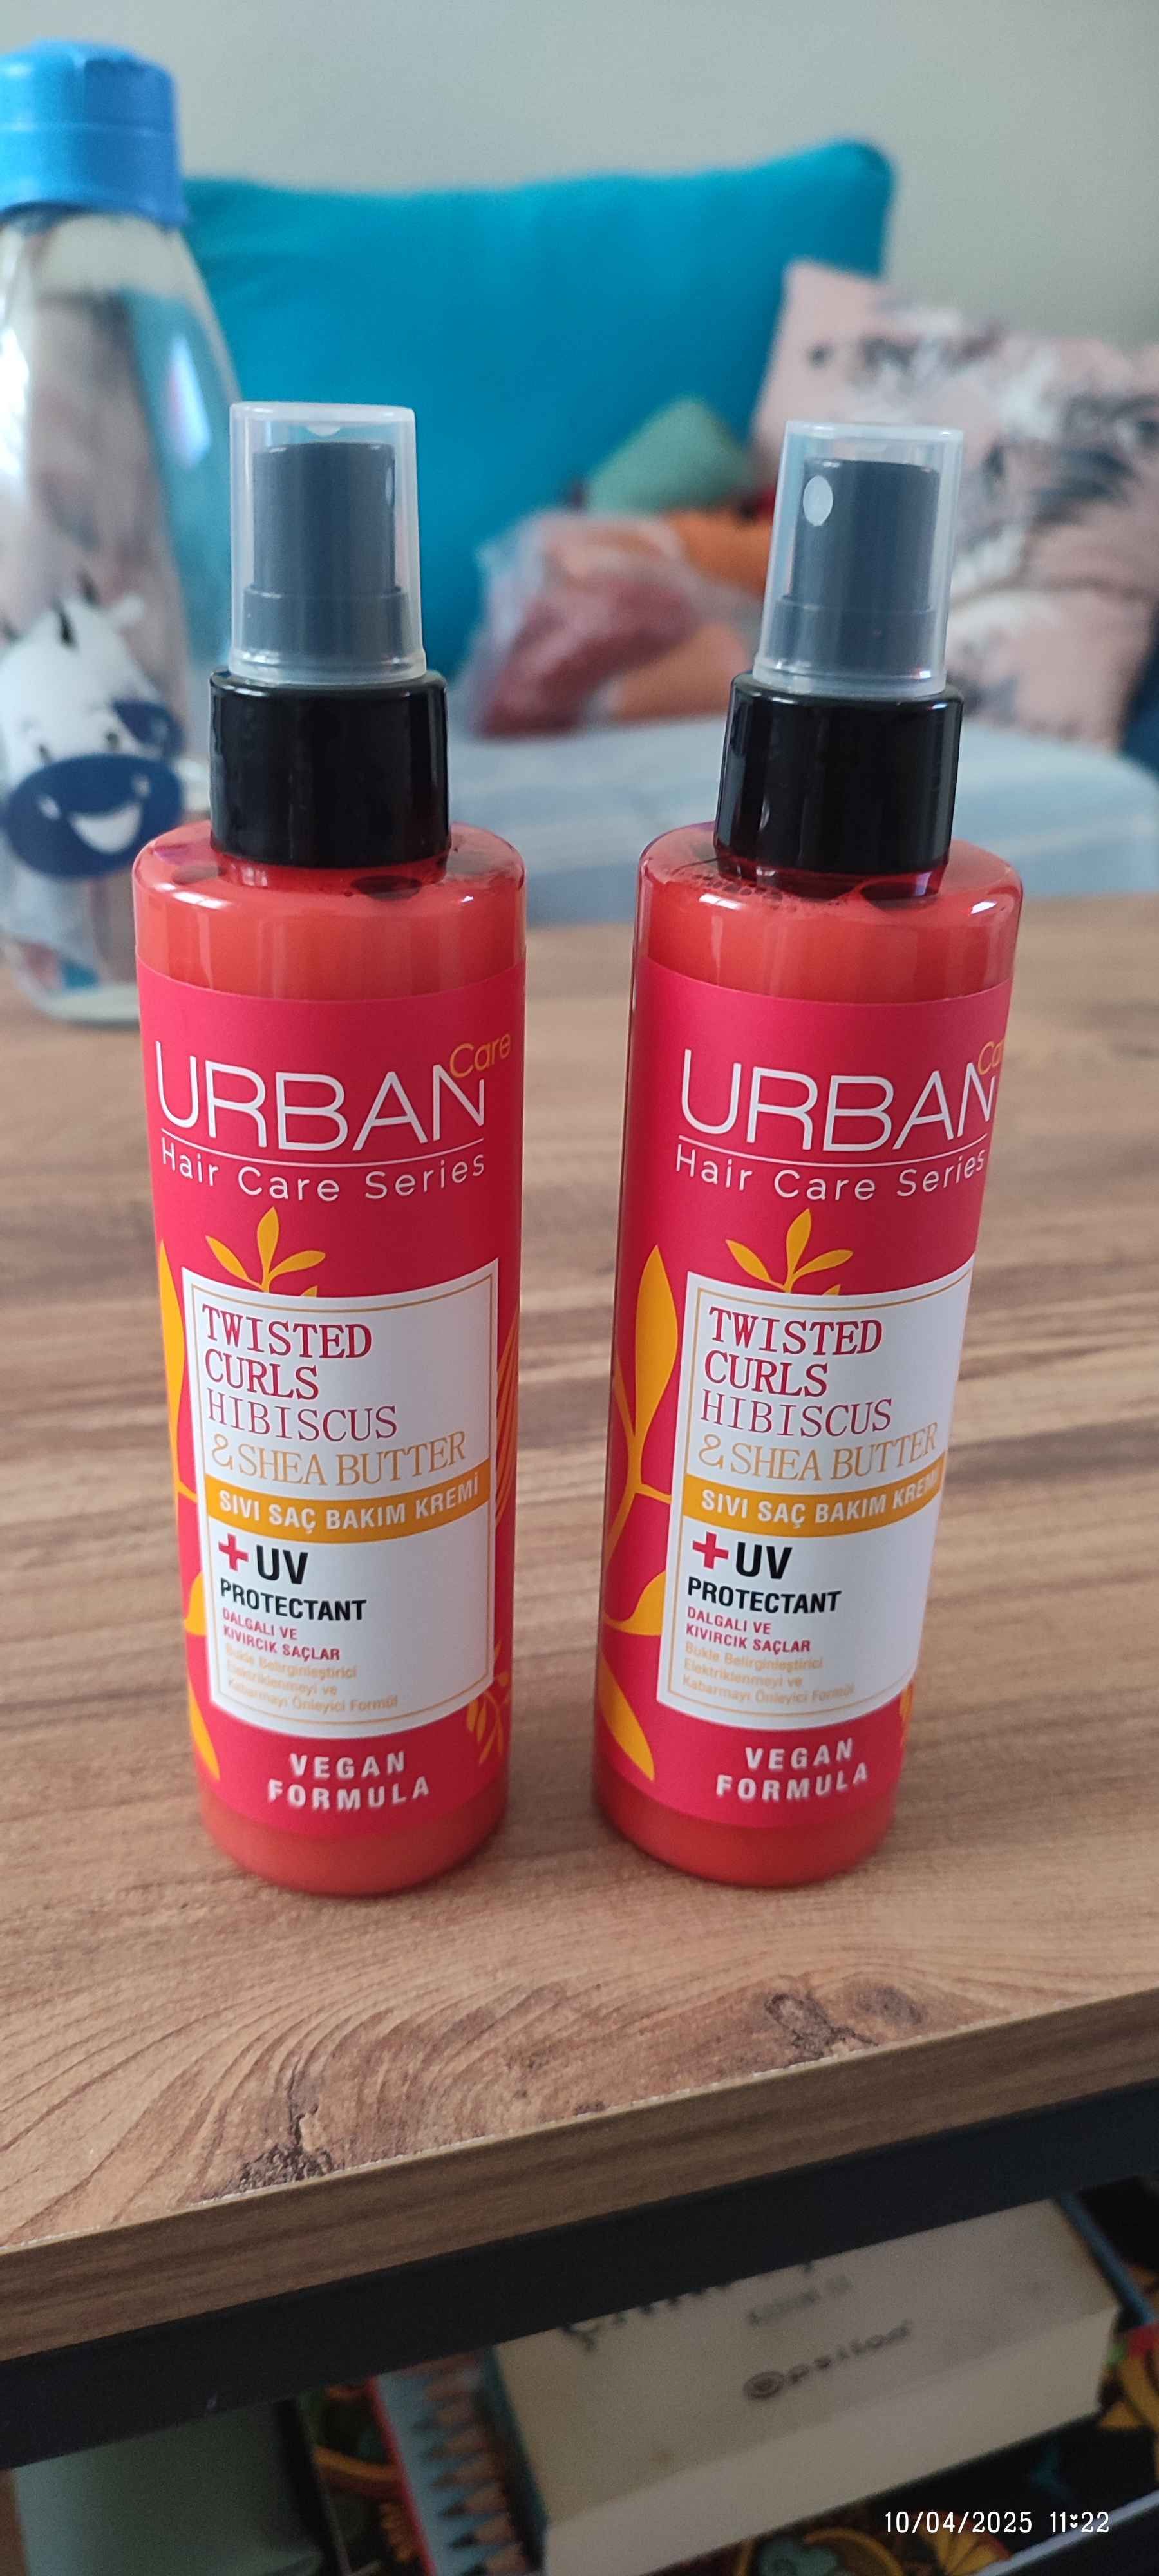 URBAN Care
Hair Care Series
TWISTED
CURLS
HIBISCUS
& SHEA BUTTER
SIVI SAÇ BAKIM KREMİ
+UV
PROTECTANT
DALGALI VE
KIVIRCIK SAÇLAR
Bukle Belirginleştirici
Elektriklenmeyi ve
Kabarmayı Önleyici Formül
VEGAN
FORMULA
URBAN Ca
Hair Care Series
TWISTED
CURLS
HIBISCUS
& SHEA BUTTER
SIVI SAÇ BAKIM KREMİ
+UV
PROTECTANT
DALGALI VE
KIVIRCIK SAÇLAR
Bukle Belirginleştirici
Elektriklenmeyi ve
Kabarmayı Önleyici Formül
VEGAN
FORMULA
epsilon
10/04/2025 11:22